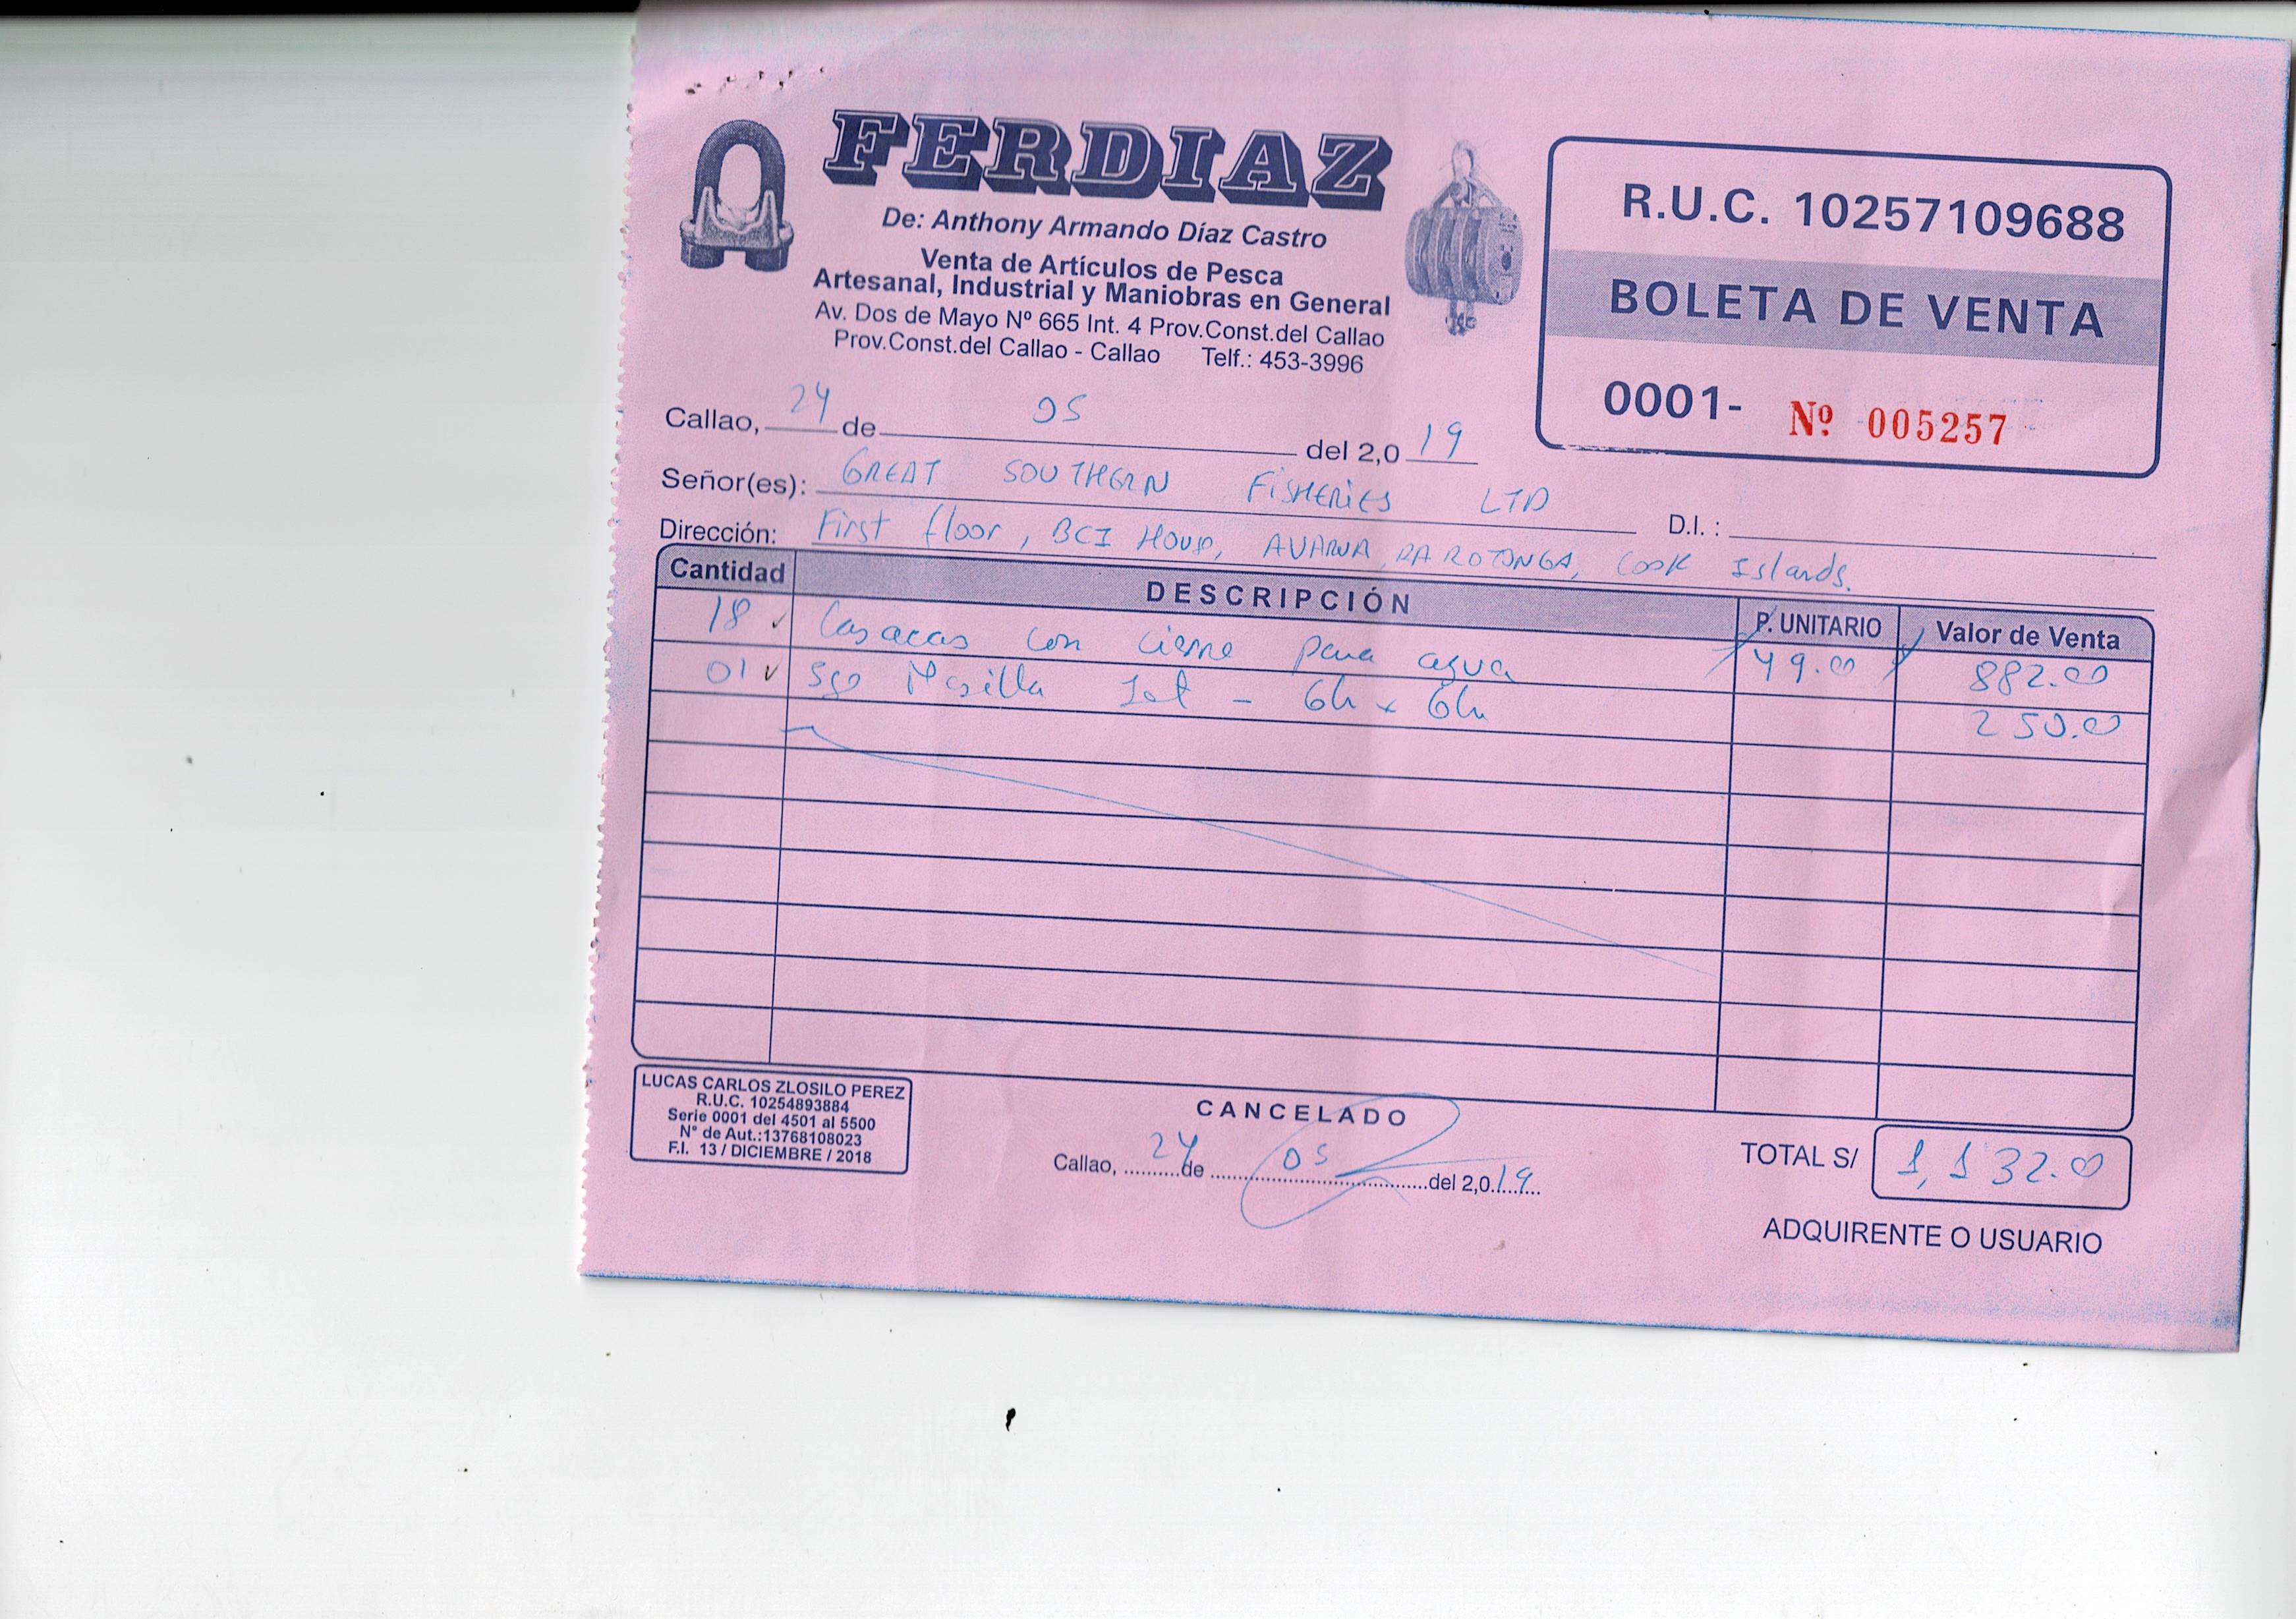 FERDIAZ
De: Anthony Armando Díaz Castro
Venta de Artículos de Pesca
Artesanal, Industrial y Maniobras en General
Av. Dos de Mayo Nº 665 Int. 4 Prov.Const.del Callao
Prov.Const.del Callao - Callao Telf.: 453-3996
R.U.C. 10257109688
BOLETA DE VENTA
0001- Nº 005257
Callao, 24 de 05 del 2,0 19
Señor(es): GREAT SOUTHERN FISHERIES LTD D.I. :
Dirección: First floor, BCI House, AVARUA, RAROTONGA, Cook Islands.
Cantidad DESCRIPCIÓN P. UNITARIO Valor de Venta
18 Casacas con cierre para agua 49.00 882.00
01 Masilla - 250.00
LUCAS CARLOS ZLOSILO PEREZ
R.U.C. 10254893884
Serie 0001 del 4501 al 5500
N° de Aut.:13768108023
F.I. 13 / DICIEMBRE / 2018
CANCELADO
Callao, ..........de ..............................del 2,0.......
24 05 19
TOTAL S/ 1,132.00
ADQUIRENTE O USUARIO